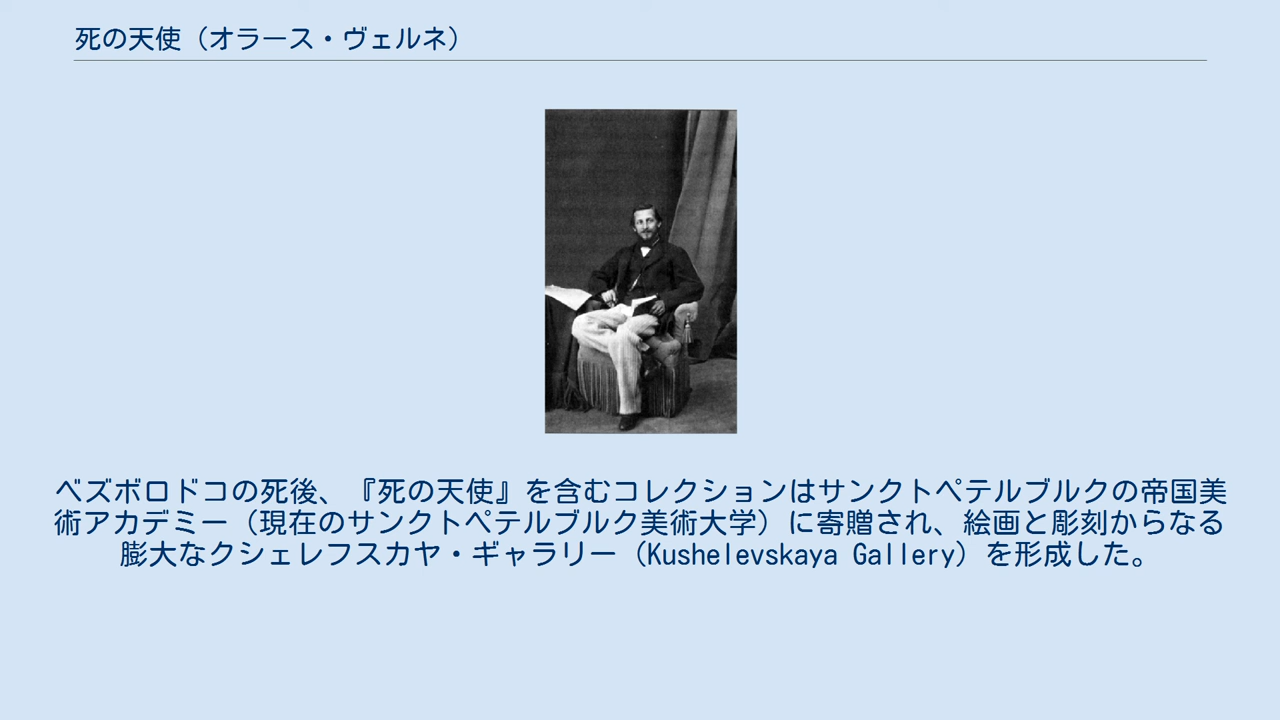 死の天使（オラース・ヴェルネ）
ベズボロドコの死後、『死の天使』を含むコレクションはサンクトペテルブルクの帝国美
術アカデミー（現在のサンクトペテルブルク美術大学）に寄贈され、絵画と彫刻からなる
膨大なクシェレフスカヤ・ギャラリー（Kushelevskaya Gallery）を形成した。